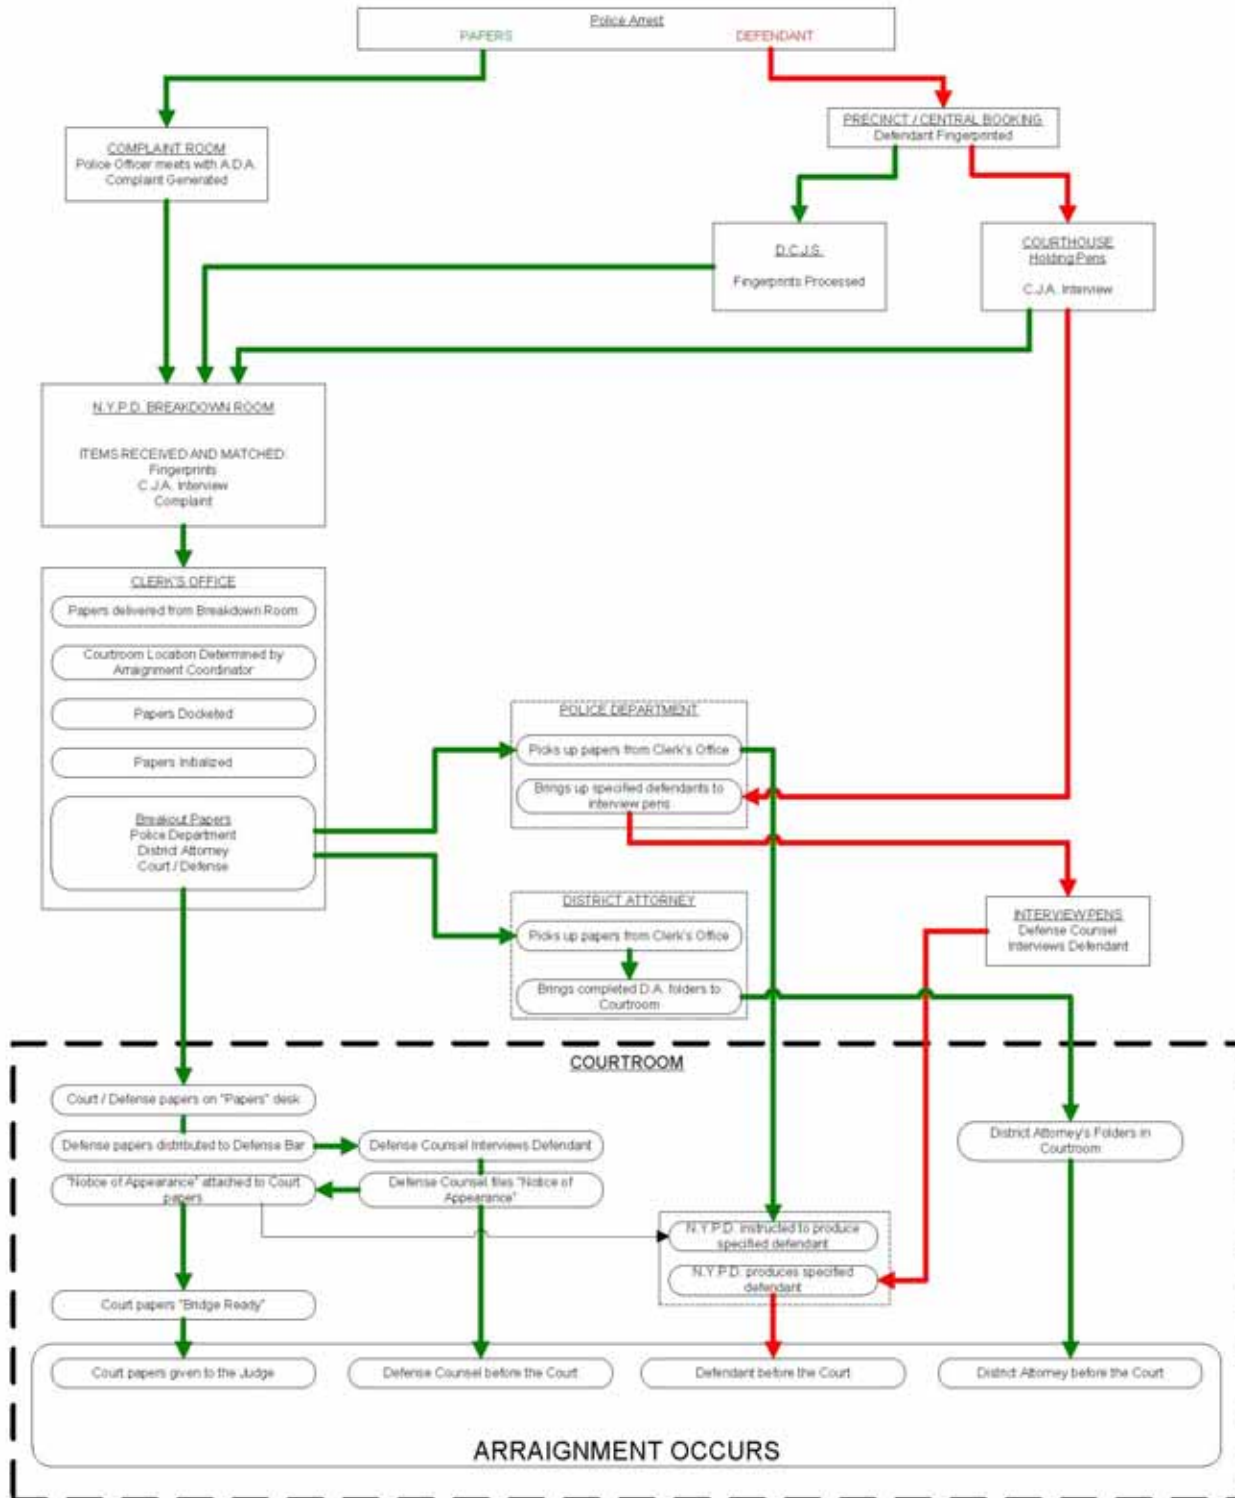 Police Arrest
PAPERS
DEFENDANT
PRECINCT / CENTRAL BOOKING
Defendant Fingerprinted
COMPLAINT ROOM
Police Officer meets with A.D.A.
Complaint Generated
D.C.J.S.
Fingerprints Processed
COURTHOUSE
Holding Pens
C.J.A. Interview
N.Y.P.D. BREAKDOWN ROOM
ITEMS RECEIVED AND MATCHED
Fingerprints
C.J.A. Interview
Complaint
CLERK'S OFFICE
Papers delivered from Breakdown Room
Courtroom Location Determined by
Arraignment Coordinator
Papers Docketed
Papers Initialized
Breakout Papers
Police Department
District Attorney
Court / Defense
POLICE DEPARTMENT
Picks up papers from Clerk's Office
Brings up specified defendants to
interview pens
DISTRICT ATTORNEY
Picks up papers from Clerk's Office
Brings completed D.A. folders to
Courtroom
INTERVIEW PENS
Defense Counsel
Interviews Defendant
COURTROOM
Court / Defense papers on "Papers" desk
Defense papers distributed to Defense Bar
Defense Counsel Interviews Defendant
"Notice of Appearance" attached to Court
papers
Defense Counsel files "Notice of
Appearance"
District Attorney's Folders in
Courtroom
N.Y.P.D. instructed to produce
specified defendant
N.Y.P.D. produces specified
defendant
Court papers "Bridge Ready"
Court papers given to the Judge
Defense Counsel before the Court
Defendant before the Court
District Attorney before the Court
ARRAIGNMENT OCCURS